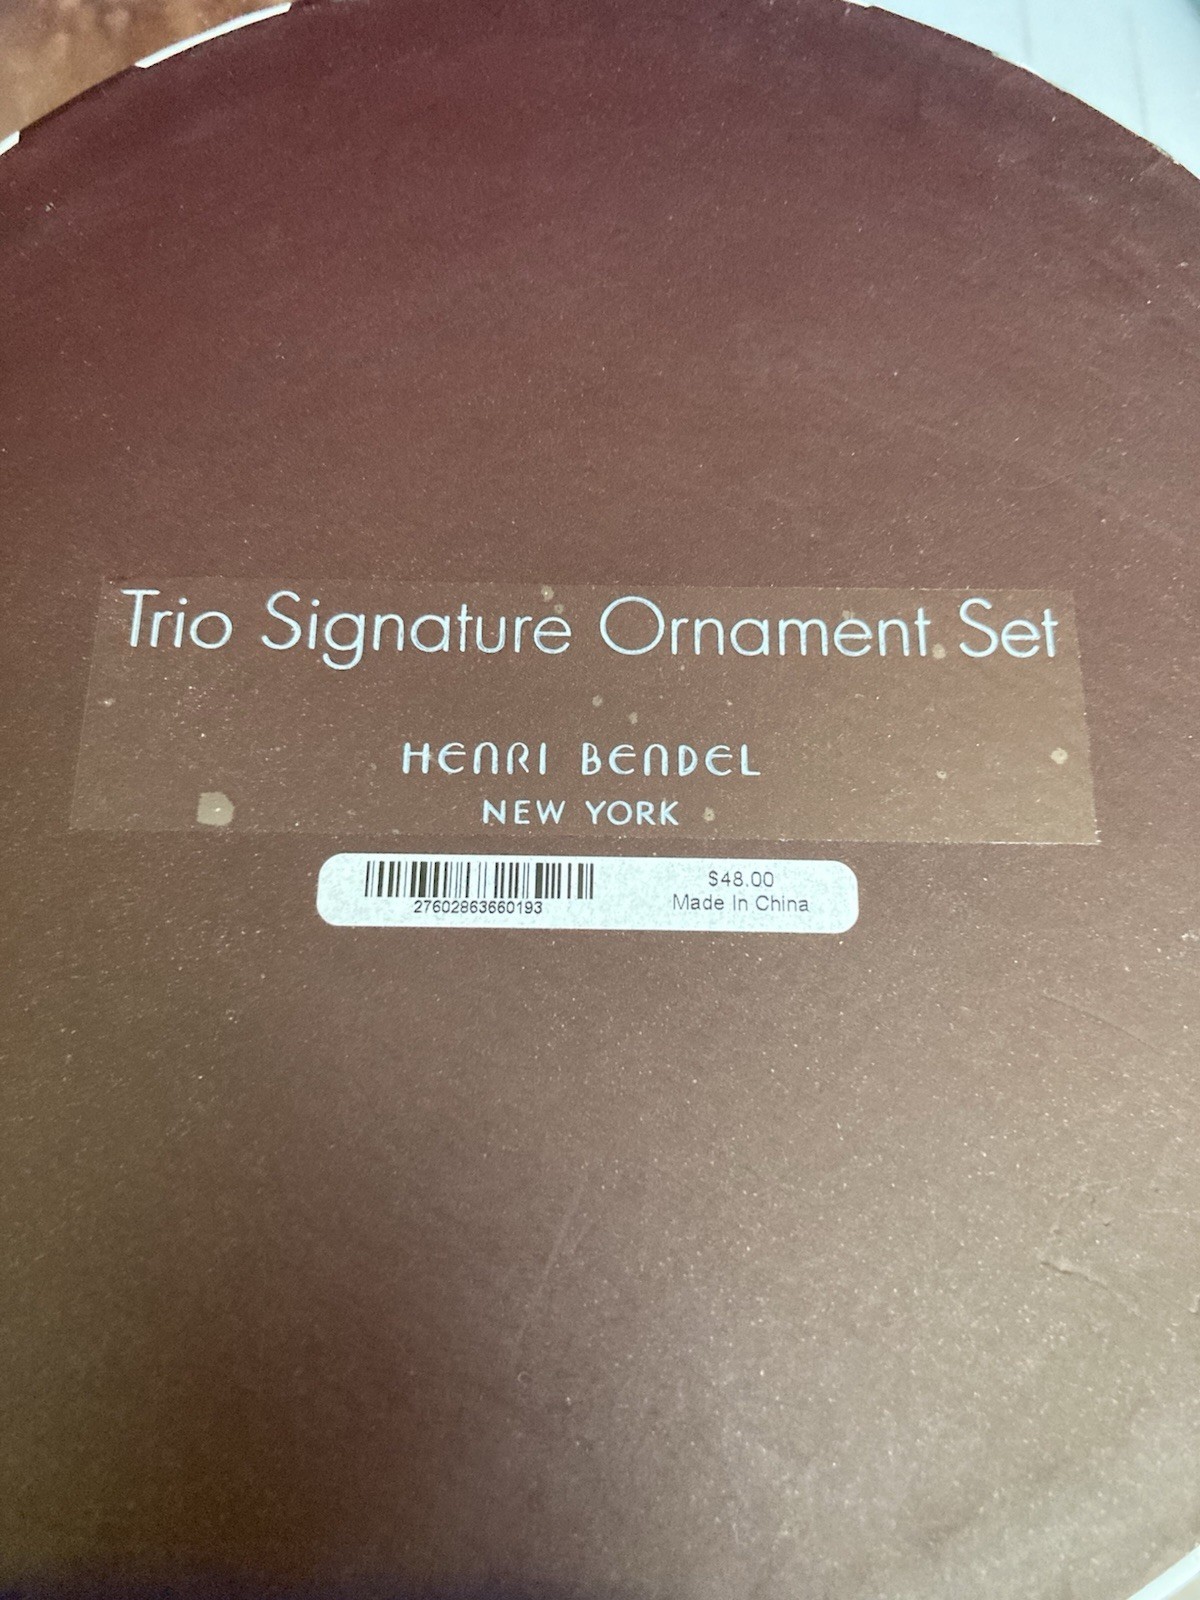 Trio Signature Ornament Set
HENRI BENDEL
NEW YORK
27602863660193
$48.00
Made In China